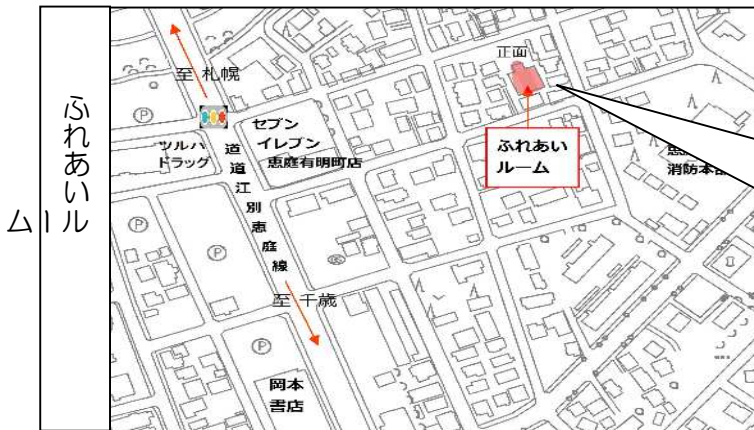 ふれあいル
ーム
至 札幌
正面
Ⓟ
ツルハ
ドラッグ
セブン
イレブン
恵庭有明町店
道道江別恵庭線
ふれあい
ルーム
消防本部
Ⓟ
Ⓟ
至 千歳
Ⓟ
岡本
書店